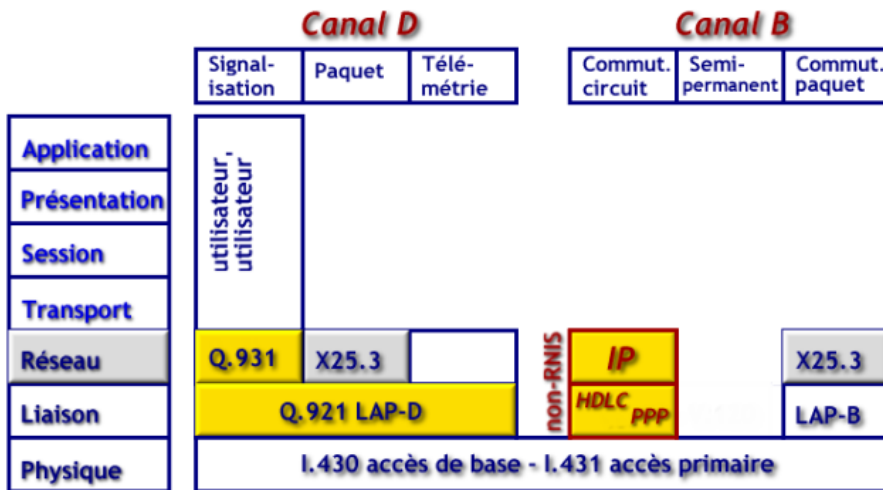 Canal D
Canal B
Signal-
isation
Paquet
Télé-
métrie
Commut.
circuit
Semi-
permanent
Commut.
paquet
Application
Présentation
Session
Transport
Réseau
Liaison
Physique
utilisateur,
utilisateur
Q.931
X25.3
non-RNIS
IP
X25.3
Q.921 LAP-D
HDLC
PPP
LAP-B
I.430 accès de base - I.431 accès primaire